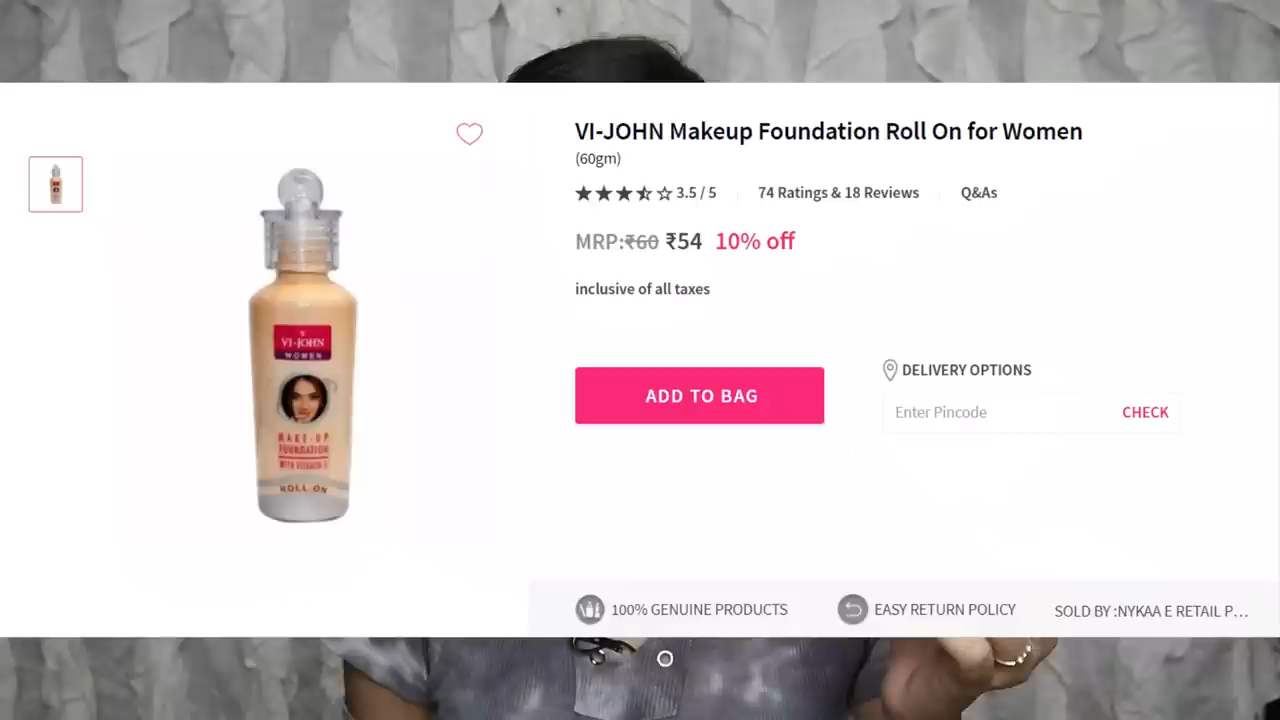 VI-JOHN Makeup Foundation Roll On for Women
(60gm)
3.5 / 5
74 Ratings & 18 Reviews
Q&As
MRP:₹60 ₹54 10% off
inclusive of all taxes
ADD TO BAG
DELIVERY OPTIONS
Enter Pincode
CHECK
100% GENUINE PRODUCTS
EASY RETURN POLICY
SOLD BY :NYKAA E RETAIL P...
VI-JOHN
WOMEN
MAKE-UP
FOUNDATION
WITH VITAMIN E
ROLL ON